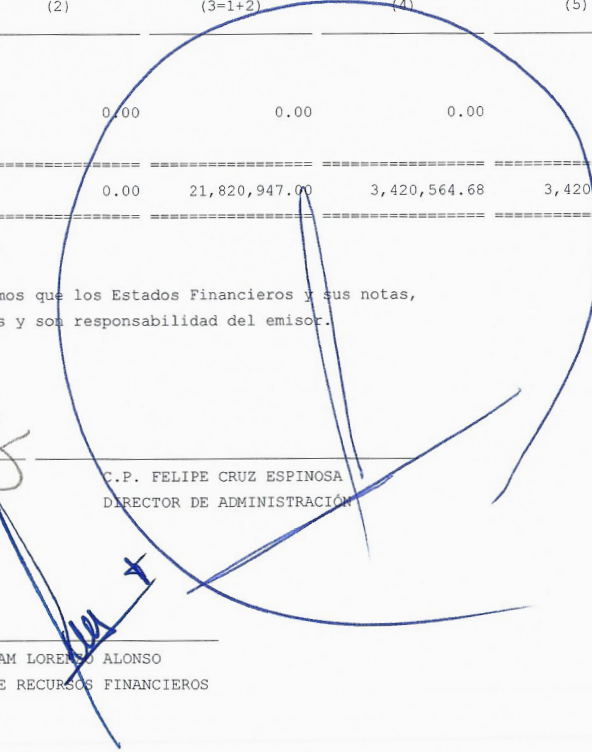 (2) (3=1+2) (4) (5)
0.00 0.00 0.00
0.00 21,820,947.00 3,420,564.68 3,420
mos que los Estados Financieros y sus notas,
s y son responsabilidad del emisor.
C.P. FELIPE CRUZ ESPINOSA
DIRECTOR DE ADMINISTRACIÓN
AM LORENZO ALONSO
E RECURSOS FINANCIEROS